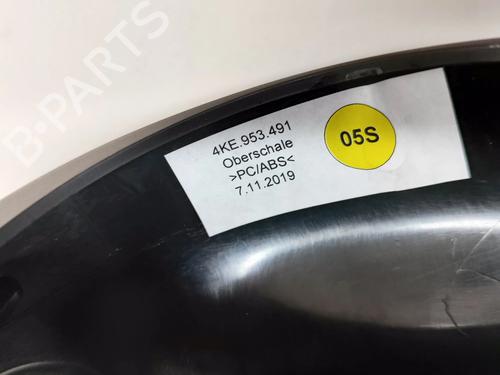 B-PARTS
4KE.953.491
Oberschale
>PC/ABS<
7.11.2019
05S